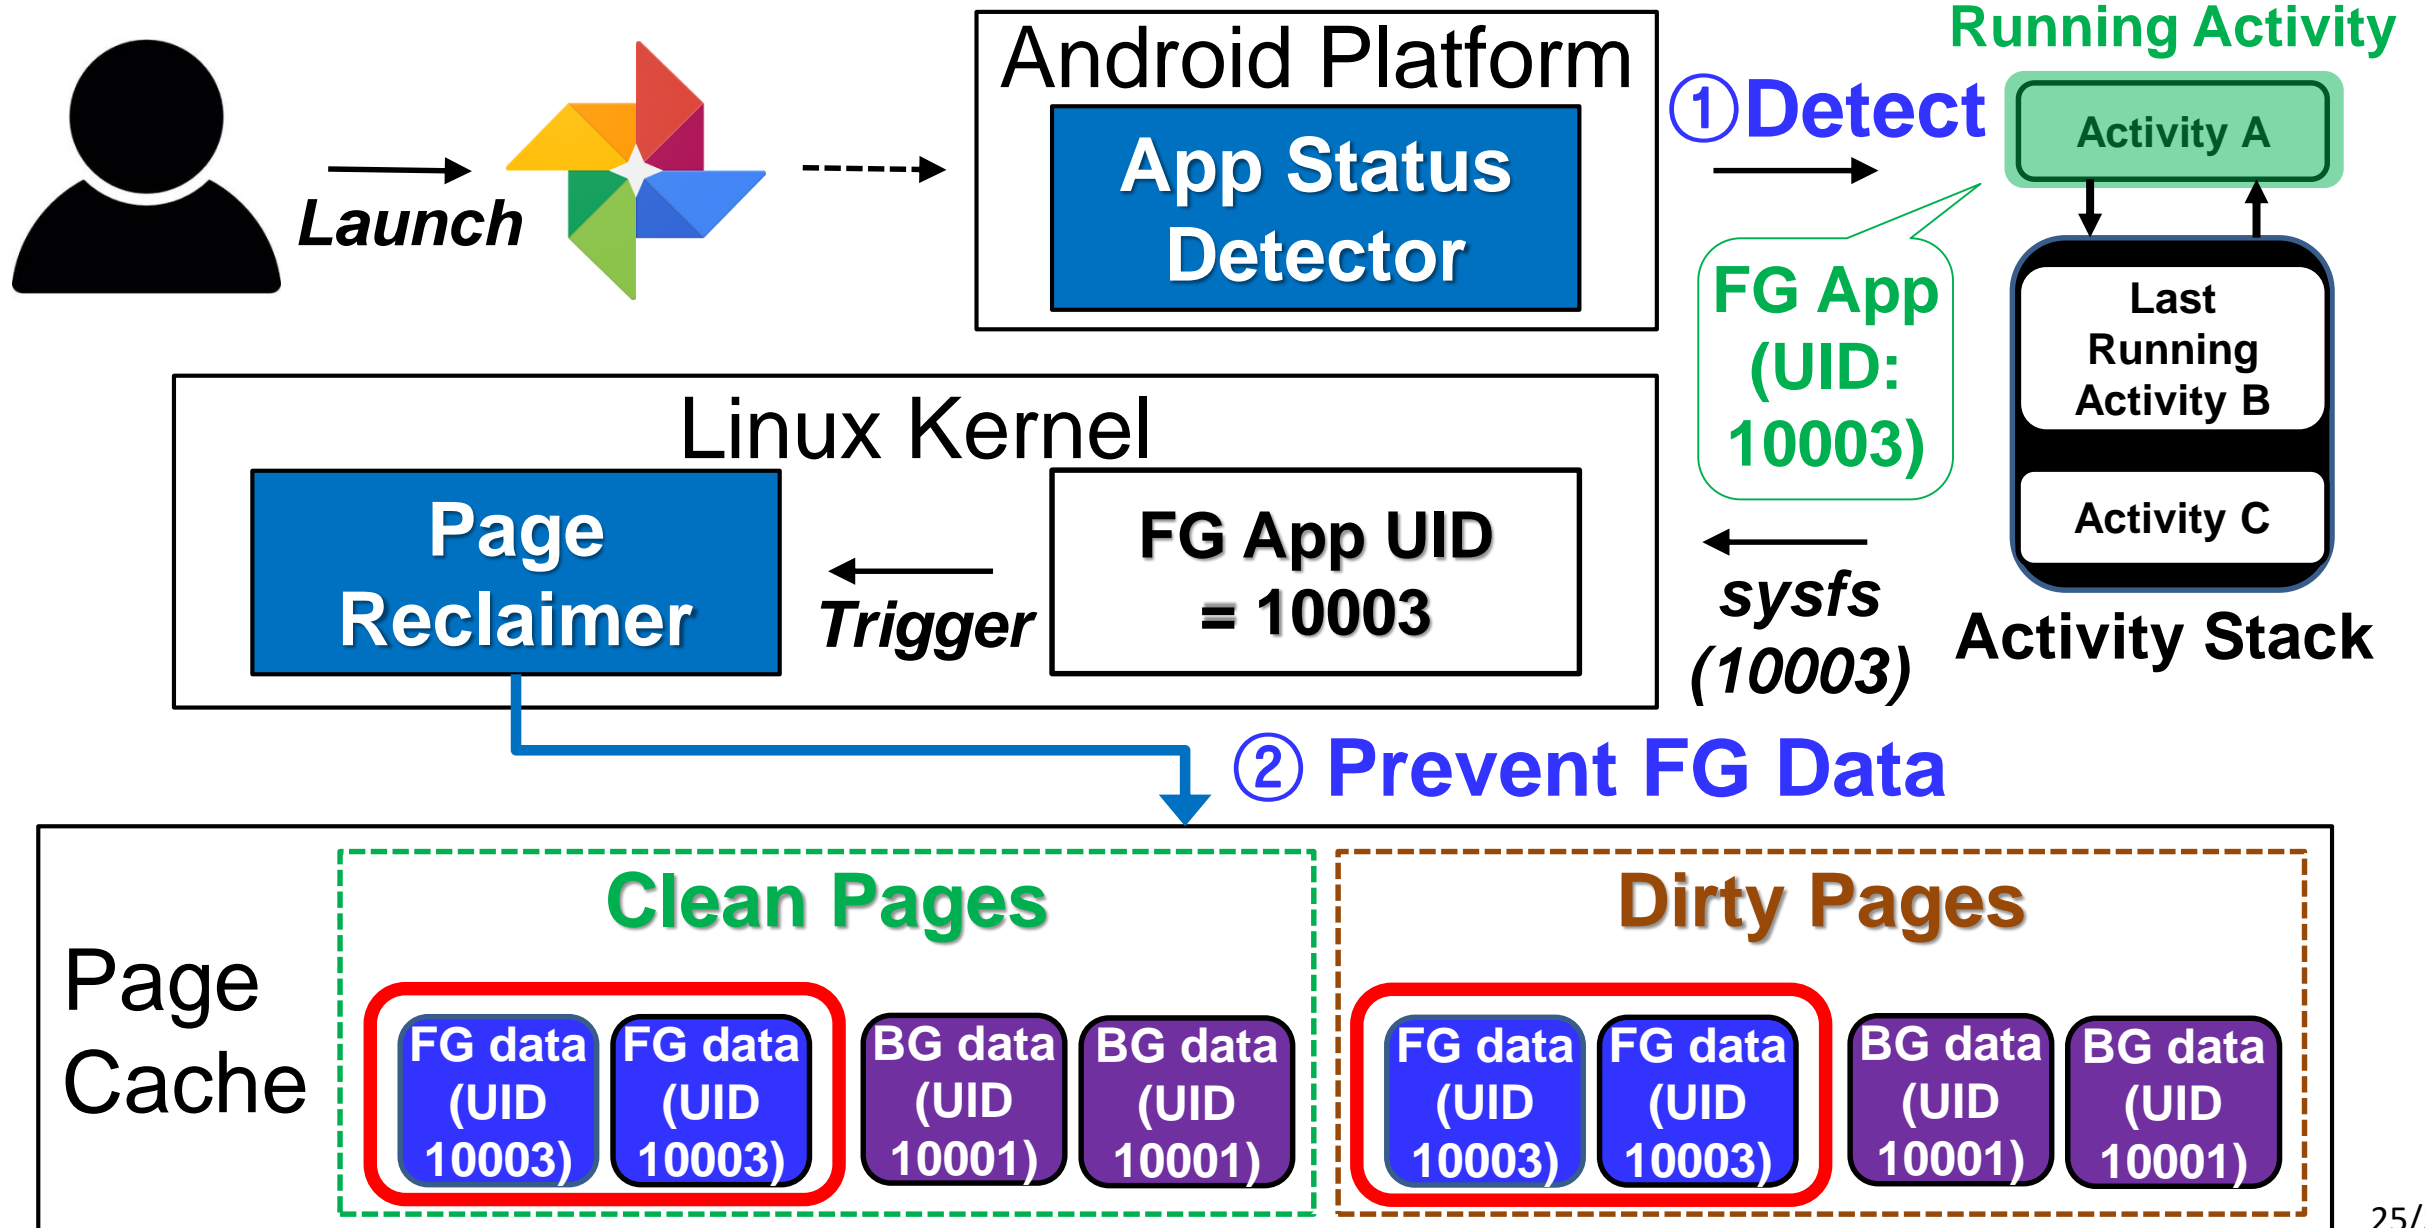 Running Activity
Android Platform
①Detect
App Status
Detector
Launch
Activity A
FG App
(UID:
10003)
Last
Running
Activity B
Activity C
Activity Stack
Linux Kernel
Page
Reclaimer
Trigger
FG App UID
= 10003
sysfs
(10003)
② Prevent FG Data
Page
Cache
Clean Pages
FG data
(UID
10003)
FG data
(UID
10003)
BG data
(UID
10001)
BG data
(UID
10001)
Dirty Pages
FG data
(UID
10003)
FG data
(UID
10003)
BG data
(UID
10001)
BG data
(UID
10001)
25/